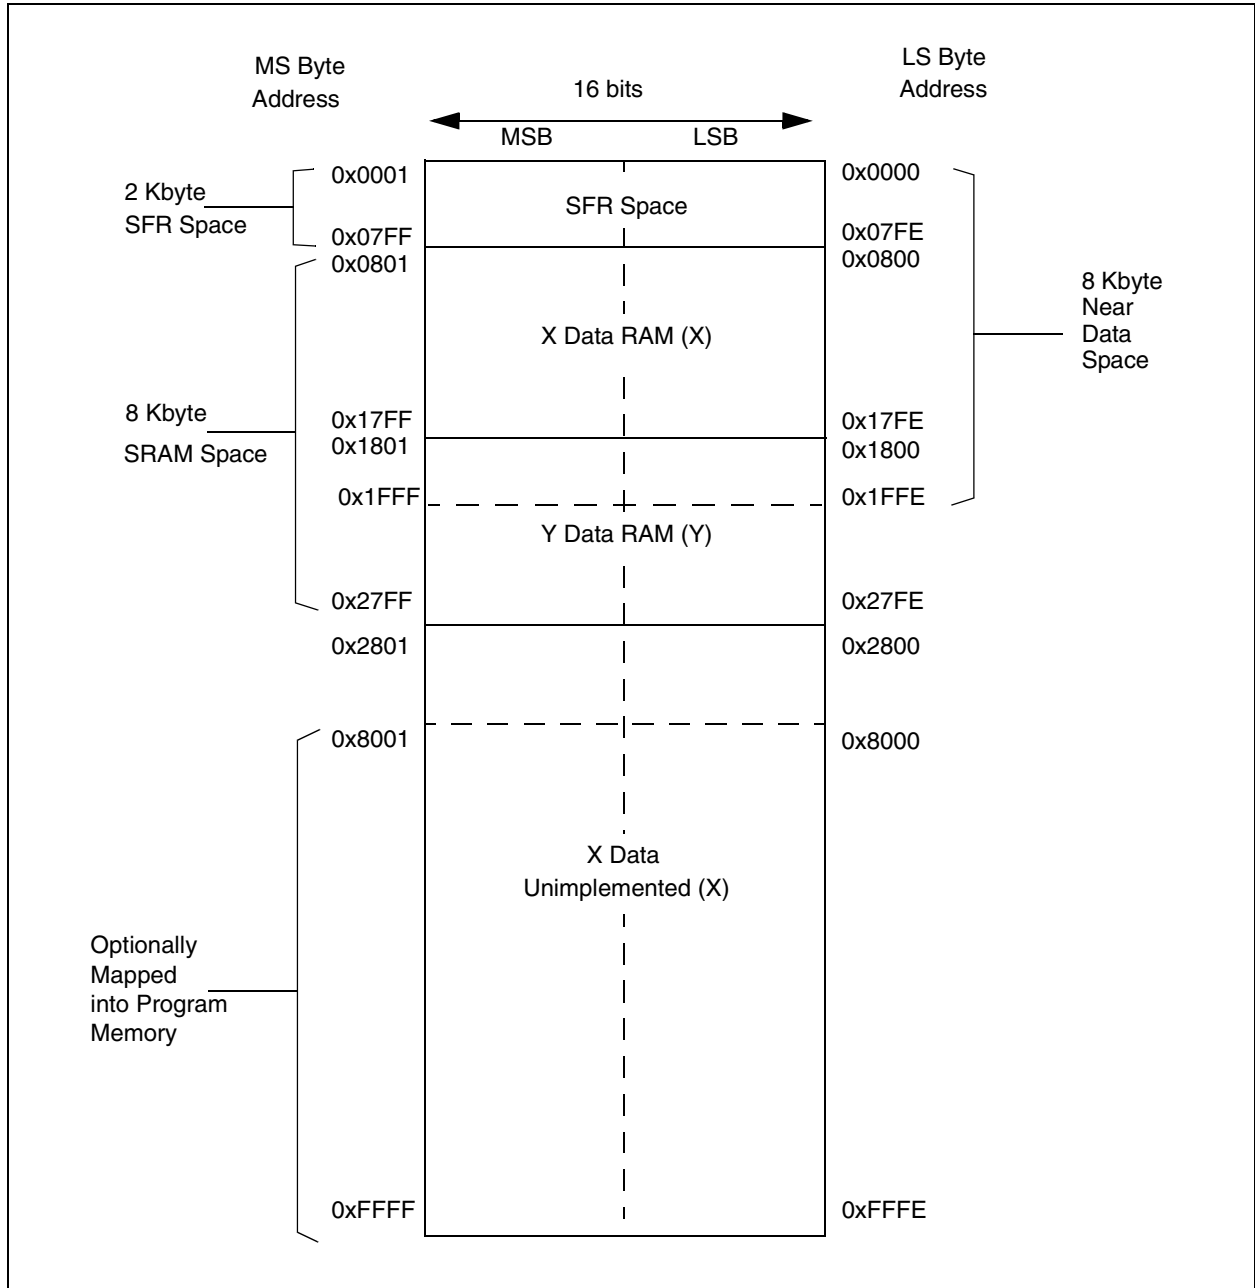 MS Byte
Address
LS Byte
Address
16 bits
MSB
LSB
2 Kbyte
SFR Space
0x0001
SFR Space
0x0000
0x07FF
0x07FE
0x0801
0x0800
8 Kbyte
Near
Data
Space
X Data RAM (X)
8 Kbyte
SRAM Space
0x17FF
0x17FE
0x1801
0x1800
0x1FFF
0x1FFE
Y Data RAM (Y)
0x27FF
0x27FE
0x2801
0x2800
0x8001
0x8000
X Data
Unimplemented (X)
Optionally
Mapped
into Program
Memory
0xFFFF
0xFFFE